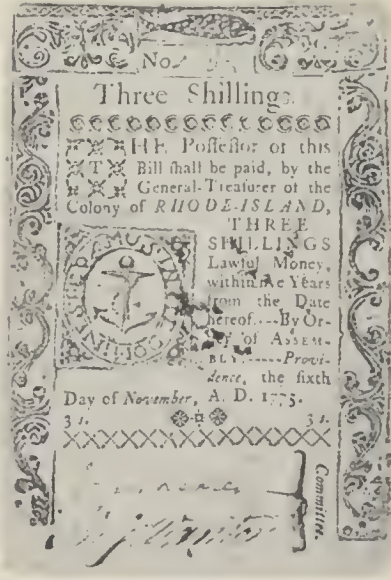 No.
Three Shillings.
THE Poſſeſſor of this
Bill ſhall be paid, by the
General-Treaſurer of the
Colony of RHODE-ISLAND,
THREE
SHILLINGS
Lawful Money,
within five Years
from the Date
hereof.---By Or-
of ASSEM-
BLY.-----Provi-
dence, the ſixth
Day of November, A. D. 1775.
3 s. 3 s.
Committee.